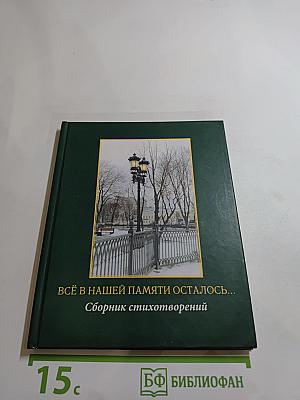 ВСЁ В НАШЕЙ ПАМЯТИ ОСТАЛОСЬ...
Сборник стихотворений
15с
БФ БИБЛИОФАН